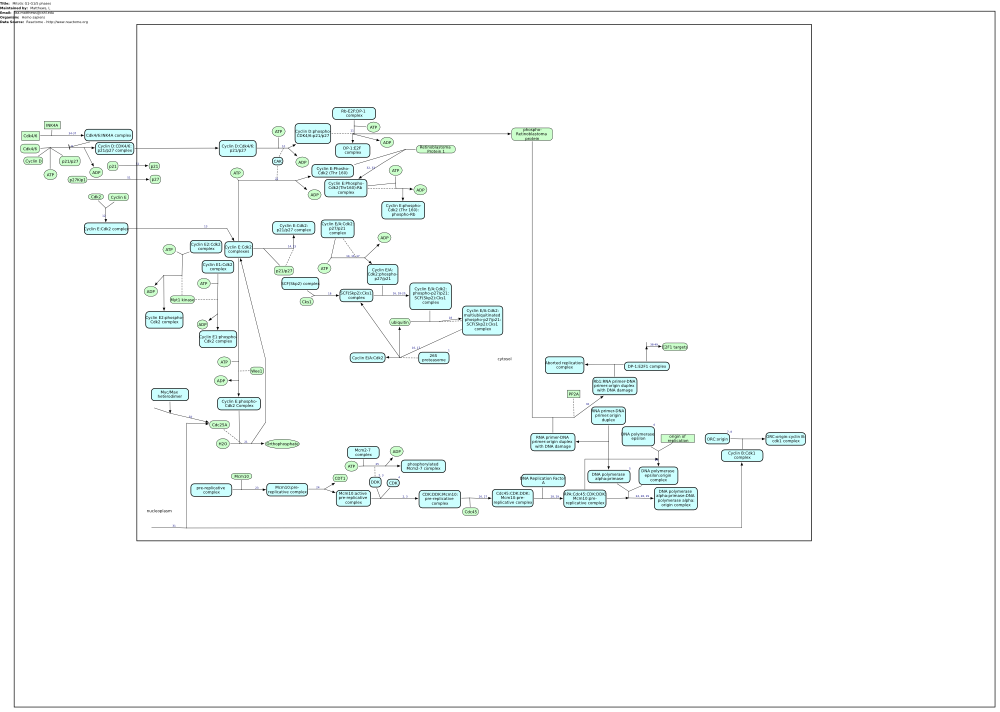 Title: Mitotic G1-G1/S phases
Maintained by: Matthews, L
Organism: Homo sapiens
Data Source: Reactome - http://www.reactome.org
Rb-E2F:DP-1
complex
INK4A
ATP
Cdk4/6
Cdk4/6:INK4A complex
Cyclin D:phospho-
CDK4/6-p21/p27
ADP
phospho-
Retinoblastoma
protein
Cdk4/6
Cyclin D:CDK4/6
p21/p27 complex
Cyclin D:CDK4/6
p21/p27
DP-1:E2F
complex
Retinoblastoma
Protein 1
Cyclin D
p21/p27
ATP
ADP
p21
p21
CAK
ADP
Cyclin E:Phosho-
Cdk2 (Thr 160)
ATP
ATP
p27Kip1
p27
Cyclin E:Phospho-
Cdk2(Thr160):Rb
complex
ADP
ADP
Cdk2
Cyclin E
Cyclin E:phospho-
Cdk2 (Thr 160):
phospho-Rb
Cyclin E:Cdk2 complex
Cyclin E:Cdk2:
p21/p27 complex
Cyclin E/A:Cdk2:
p27/p21
complex
ADP
ATP
Cyclin E2:Cdk2
complex
Cyclin E:Cdk2
complexes
Cyclin E1:Cdk2
complex
p21/p27
ATP
Cyclin E/A:
Cdk2:phospho-
p27/p21
ATP
ADP
SCF(Skp2) complex
SCF(Skp2):Cks1
complex
Cyclin E/A:Cdk2:
phospho-p27/p21:
SCF(Skp2):Cks1
complex
Myt1 kinase
Cks1
Cyclin E2-phospho
Cdk2 complex
ADP
Cyclin E1-phospho
Cdk2 complex
ubiquitin
Cyclin E/A:Cdk2:
multiubiquitinated
phospho-p27/p21:
SCF(Skp2):Cks1
complex
Cyclin E/A:Cdk2
26S
proteasome
cytosol
E2F1 targets
ATP
Wee1
ADP
Aborted replication
complex
DP-1:E2F1 complex
Rb1:RNA primer-DNA
primer:origin duplex
with DNA damage
PP2A
Myc/Max
heterodimer
Cyclin E:phospho-
Cdk2 Complex
RNA primer-DNA
primer:origin
duplex
Cdc25A
H2O
Orthophosphate
RNA primer-DNA
primer:origin duplex
with DNA damage
DNA polymerase
epsilon
origin of
replication
ORC:origin
ORC:origin cyclin B:
cdk1 complex
Cyclin B:Cdk1
complex
Mcm2-7
complex
ADP
ATP
phosphorylated
Mcm2-7 complex
Mcm10
CDT1
DDK
CDK
DNA Replication Factor
A
DNA polymerase
alpha:primase
DNA polymerase
epsilon:origin
complex
pre-replicative
complex
Mcm10:pre-
replicative complex
Mcm10:active
pre-replicative
complex
CDK:DDK:Mcm10:
pre-replicative
complex
Cdc45:CDK:DDK:
Mcm10:pre-
replicative complex
RPA:Cdc45:CDK:DDK:
Mcm10:pre-
replicative complex
DNA polymerase
alpha:primase:DNA
polymerase alpha:
origin complex
Cdc45
nucleoplasm